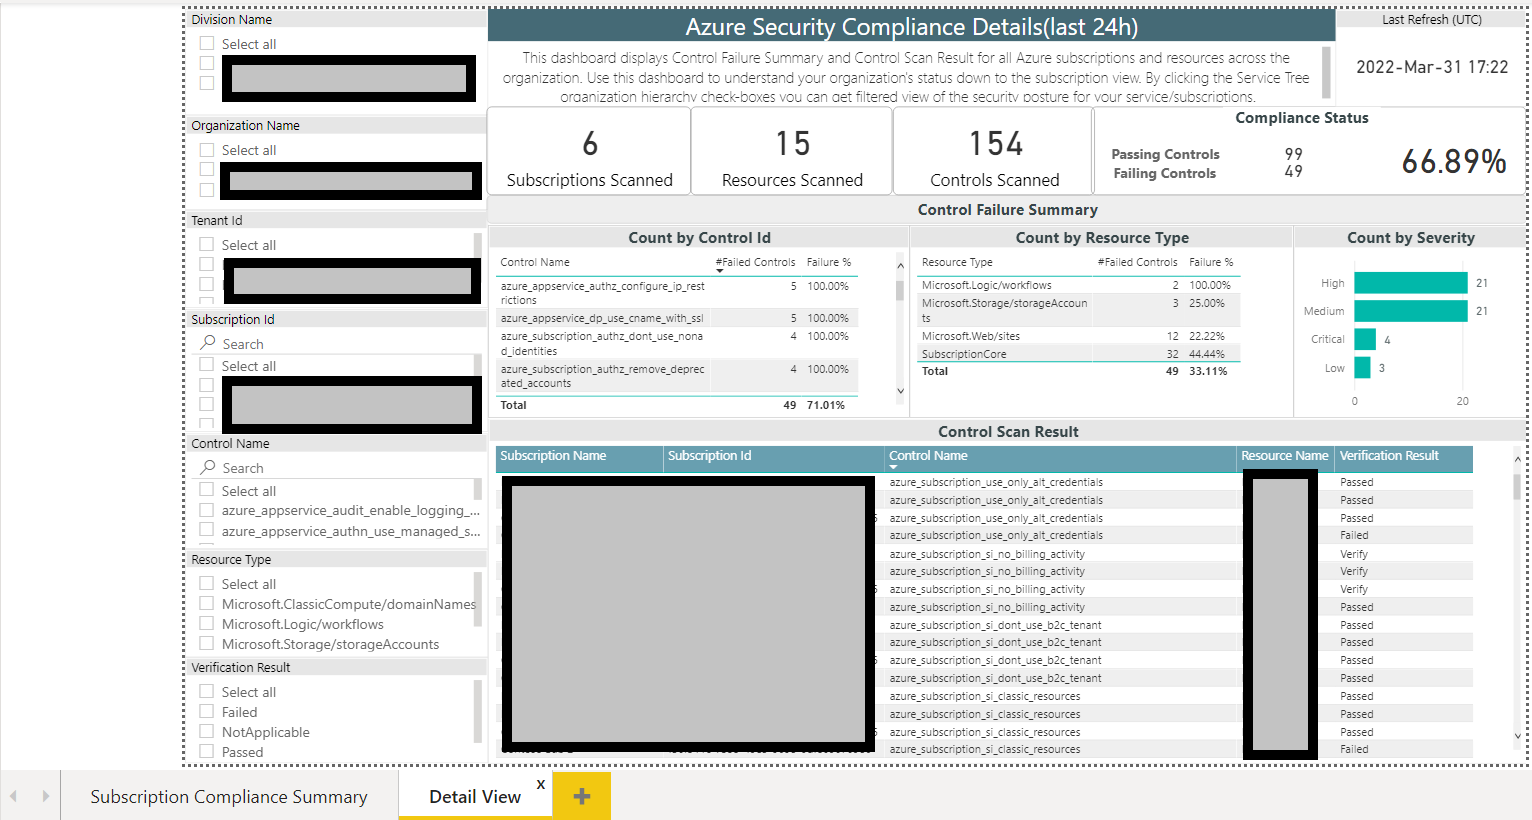 Division Name
Select all
Organization Name
Select all
Tenant Id
Select all
Subscription Id
Search
Select all
Control Name
Search
Select all
azure_appservice_audit_enable_logging_...
azure_appservice_authn_use_managed_s...
Resource Type
Select all
Microsoft.ClassicCompute/domainNames
Microsoft.Logic/workflows
Microsoft.Storage/storageAccounts
Verification Result
Select all
Failed
NotApplicable
Passed
Azure Security Compliance Details(last 24h)
This dashboard displays Control Failure Summary and Control Scan Result for all Azure subscriptions and resources across the
organization. Use this dashboard to understand your organization's status down to the subscription view. By clicking the Service Tree
organization hierarchy check-boxes you can get filtered view of the security posture for your service/subscriptions.
Last Refresh (UTC)
2022-Mar-31 17:22
6
Subscriptions Scanned
15
Resources Scanned
154
Controls Scanned
Compliance Status
Passing Controls 99
Failing Controls 49
66.89%
Control Failure Summary
Count by Control Id
Control Name #Failed Controls Failure %
azure_appservice_authz_configure_ip_rest
rictions 5 100.00%
azure_appservice_dp_use_cname_with_ssl 5 100.00%
azure_subscription_authz_dont_use_nona
d_identities 4 100.00%
azure_subscription_authz_remove_deprec
ated_accounts 4 100.00%
Total 49 71.01%
Count by Resource Type
Resource Type #Failed Controls Failure %
Microsoft.Logic/workflows 2 100.00%
Microsoft.Storage/storageAccoun
ts 3 25.00%
Microsoft.Web/sites 12 22.22%
SubscriptionCore 32 44.44%
Total 49 33.11%
Count by Severity
High 21
Medium 21
Critical 4
Low 3
0 20
Control Scan Result
Subscription Name Subscription Id Control Name Resource Name Verification Result
azure_subscription_use_only_alt_credentials Passed
azure_subscription_use_only_alt_credentials Passed
azure_subscription_use_only_alt_credentials Passed
azure_subscription_use_only_alt_credentials Failed
azure_subscription_si_no_billing_activity Verify
azure_subscription_si_no_billing_activity Verify
azure_subscription_si_no_billing_activity Verify
azure_subscription_si_no_billing_activity Passed
azure_subscription_si_dont_use_b2c_tenant Passed
azure_subscription_si_dont_use_b2c_tenant Passed
azure_subscription_si_dont_use_b2c_tenant Passed
azure_subscription_si_dont_use_b2c_tenant Passed
azure_subscription_si_classic_resources Passed
azure_subscription_si_classic_resources Passed
azure_subscription_si_classic_resources Passed
azure_subscription_si_classic_resources Failed
Subscription Compliance Summary
Detail View
x
+